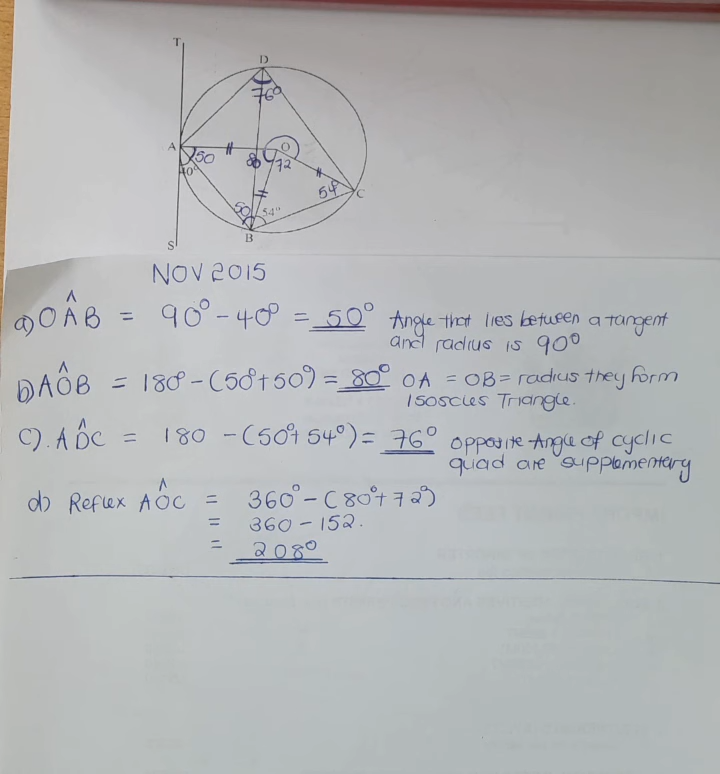 T
D
76°
A
50
O
80
72
40°
54°
C
50
54°
B
S
NOV 2015
a) OÂB = 90° - 40° = 50° Angle that lies between a tangent
and radius is 90°
b) AÔB = 180° - (50° + 50°) = 80° OA = OB = radius they form
Isoscles Triangle.
c). AD̂C = 180 - (50° + 54°) = 76° opposite Angle of cyclic
quad are supplementary
d) Reflex AÔC = 360° - (80° + 72°)
= 360 - 152.
= 208°